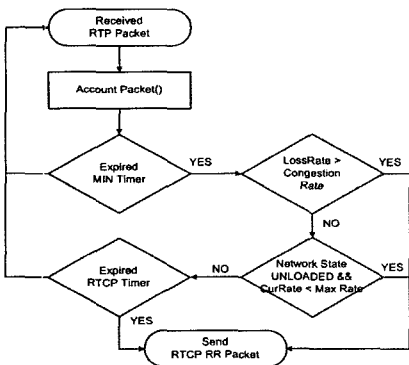 Received
RTP Packet
Account Packet()
Expired
MIN Timer
YES
LossRate >
Congestion
Rate
YES
NO
Network State
UNLOADED &&
CurRate < Max Rate
YES
NO
Expired
RTCP Timer
YES
Send
RTCP RR Packet